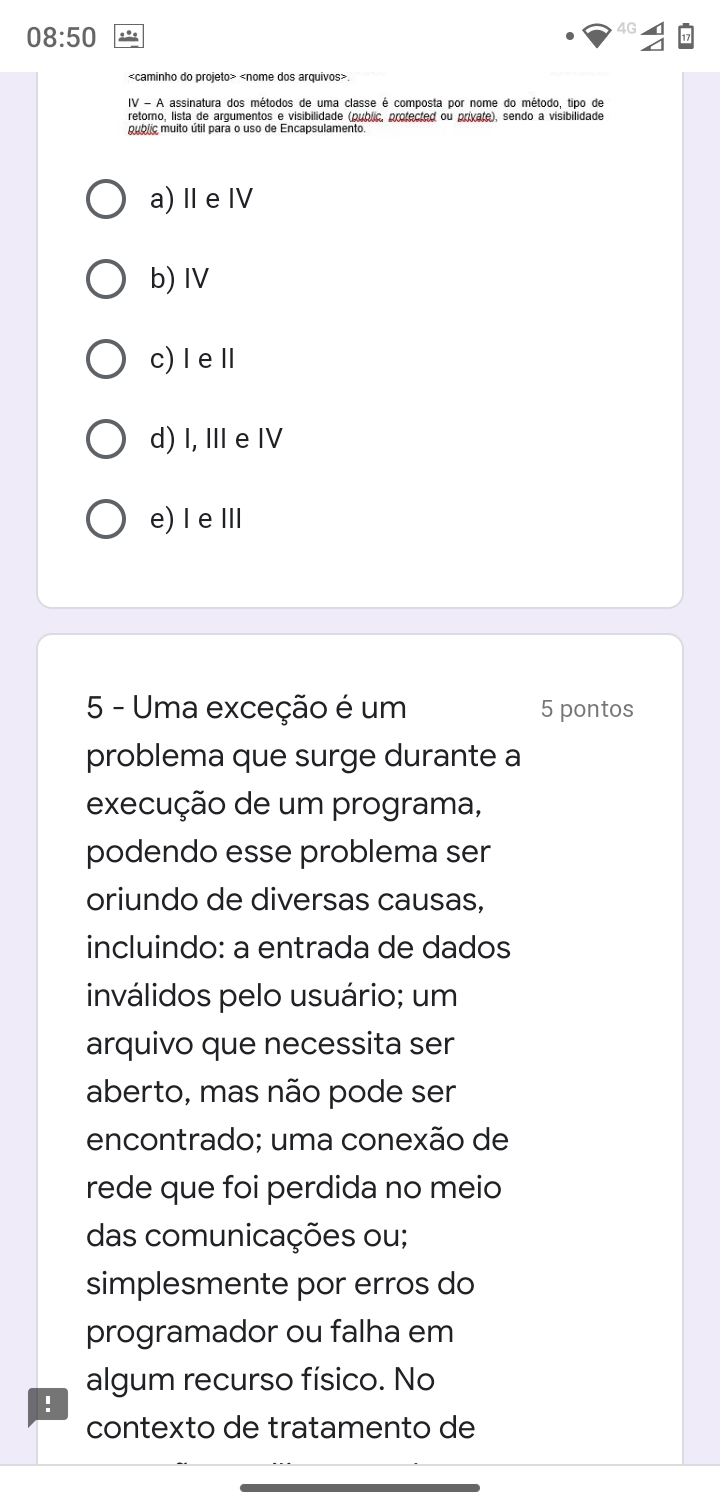 08:50
4G
17
<caminho do projeto> <nome dos arquivos>.
IV – A assinatura dos métodos de uma classe é composta por nome do método, tipo de
retorno, lista de argumentos e visibilidade (public, protected ou private), sendo a visibilidade
public muito útil para o uso de Encapsulamento.
a) II e IV
b) IV
c) I e II
d) I, III e IV
e) I e III
5 - Uma exceção é um
5 pontos
problema que surge durante a
execução de um programa,
podendo esse problema ser
oriundo de diversas causas,
incluindo: a entrada de dados
inválidos pelo usuário; um
arquivo que necessita ser
aberto, mas não pode ser
encontrado; uma conexão de
rede que foi perdida no meio
das comunicações ou;
simplesmente por erros do
programador ou falha em
algum recurso físico. No
contexto de tratamento de